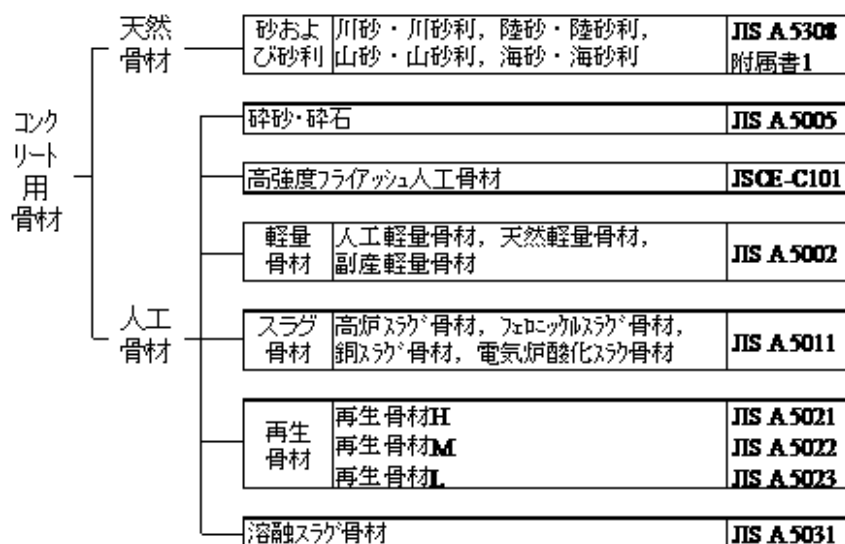 コンク
リート
用
骨材
天然
骨材
砂およ
び砂利
川砂・川砂利，陸砂・陸砂利，
山砂・山砂利，海砂・海砂利
JIS A 5308
附属書1
人工
骨材
砕砂・砕石
JIS A 5005
高強度ﾌﾗｲｱｯｼｭ人工骨材
JSCE-C101
軽量
骨材
人工軽量骨材，天然軽量骨材，
副産軽量骨材
JIS A 5002
スラグ
骨材
高炉ｽﾗｸﾞ骨材，ﾌｪﾛﾆｯｹﾙｽﾗｸﾞ骨材，
銅ｽﾗｸﾞ骨材，電気炉酸化ｽﾗｸ骨材
JIS A 5011
再生
骨材
再生骨材H
JIS A 5021
再生骨材M
JIS A 5022
再生骨材L
JIS A 5023
溶融ｽﾗｸﾞ骨材
JIS A 5031